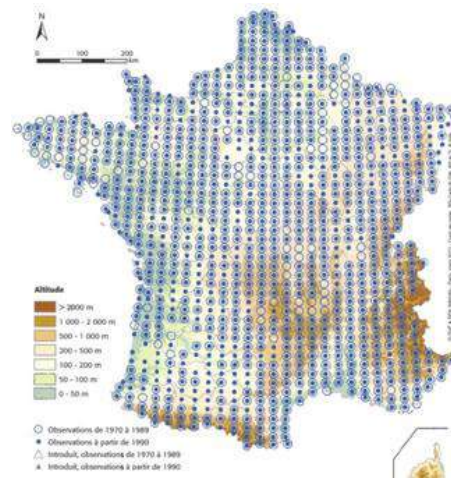 N
0 100 200
km
Altitude
> 2000 m
1 000 - 2 000 m
500 - 1 000 m
200 - 500 m
100 - 200 m
50 - 100 m
0 - 50 m
Observations de 1970 à 1989
Observations à partir de 1990
Introduit, observations de 1970 à 1989
Introduit, observations à partir de 1990